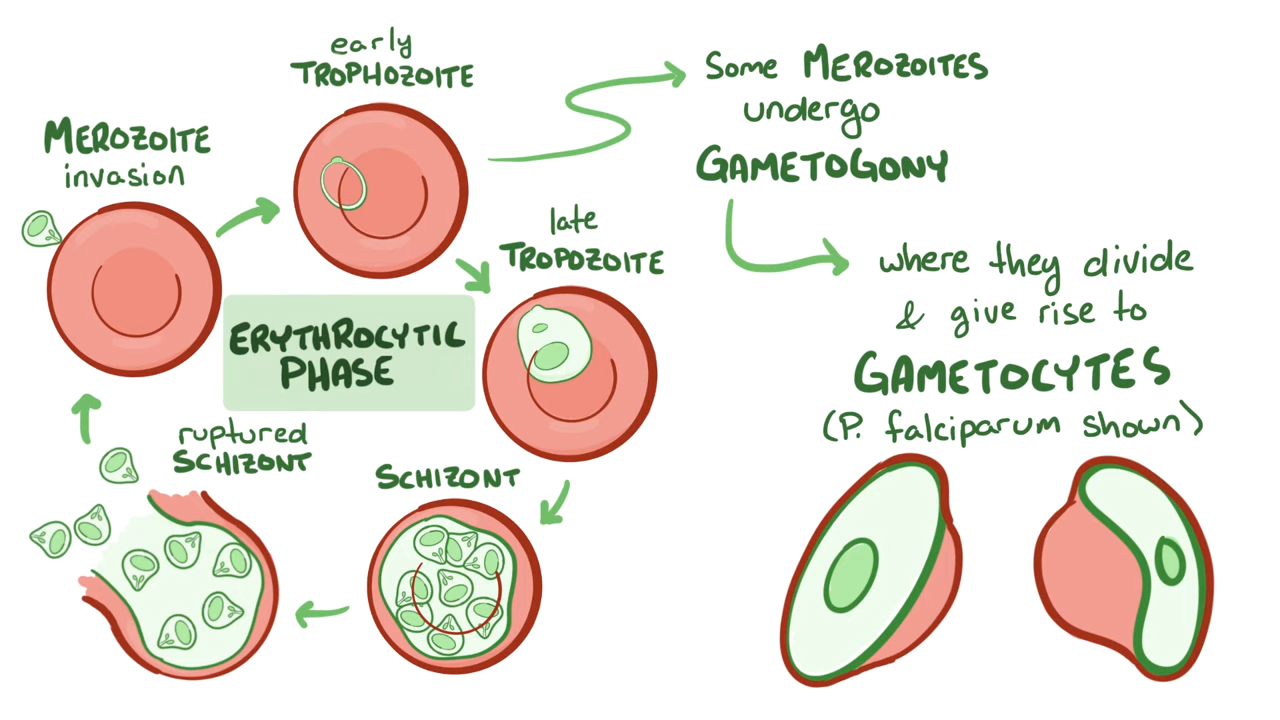 early
TROPHOZOITE
MEROZOITE
invasion
late
TROPOZOITE
ERYTHROCYTIC
PHASE
ruptured
SCHIZONT
SCHIZONT
Some MEROZOITES
undergo
GAMETOGONY
where they divide
& give rise to
GAMETOCYTES
(P. falciparum shown)